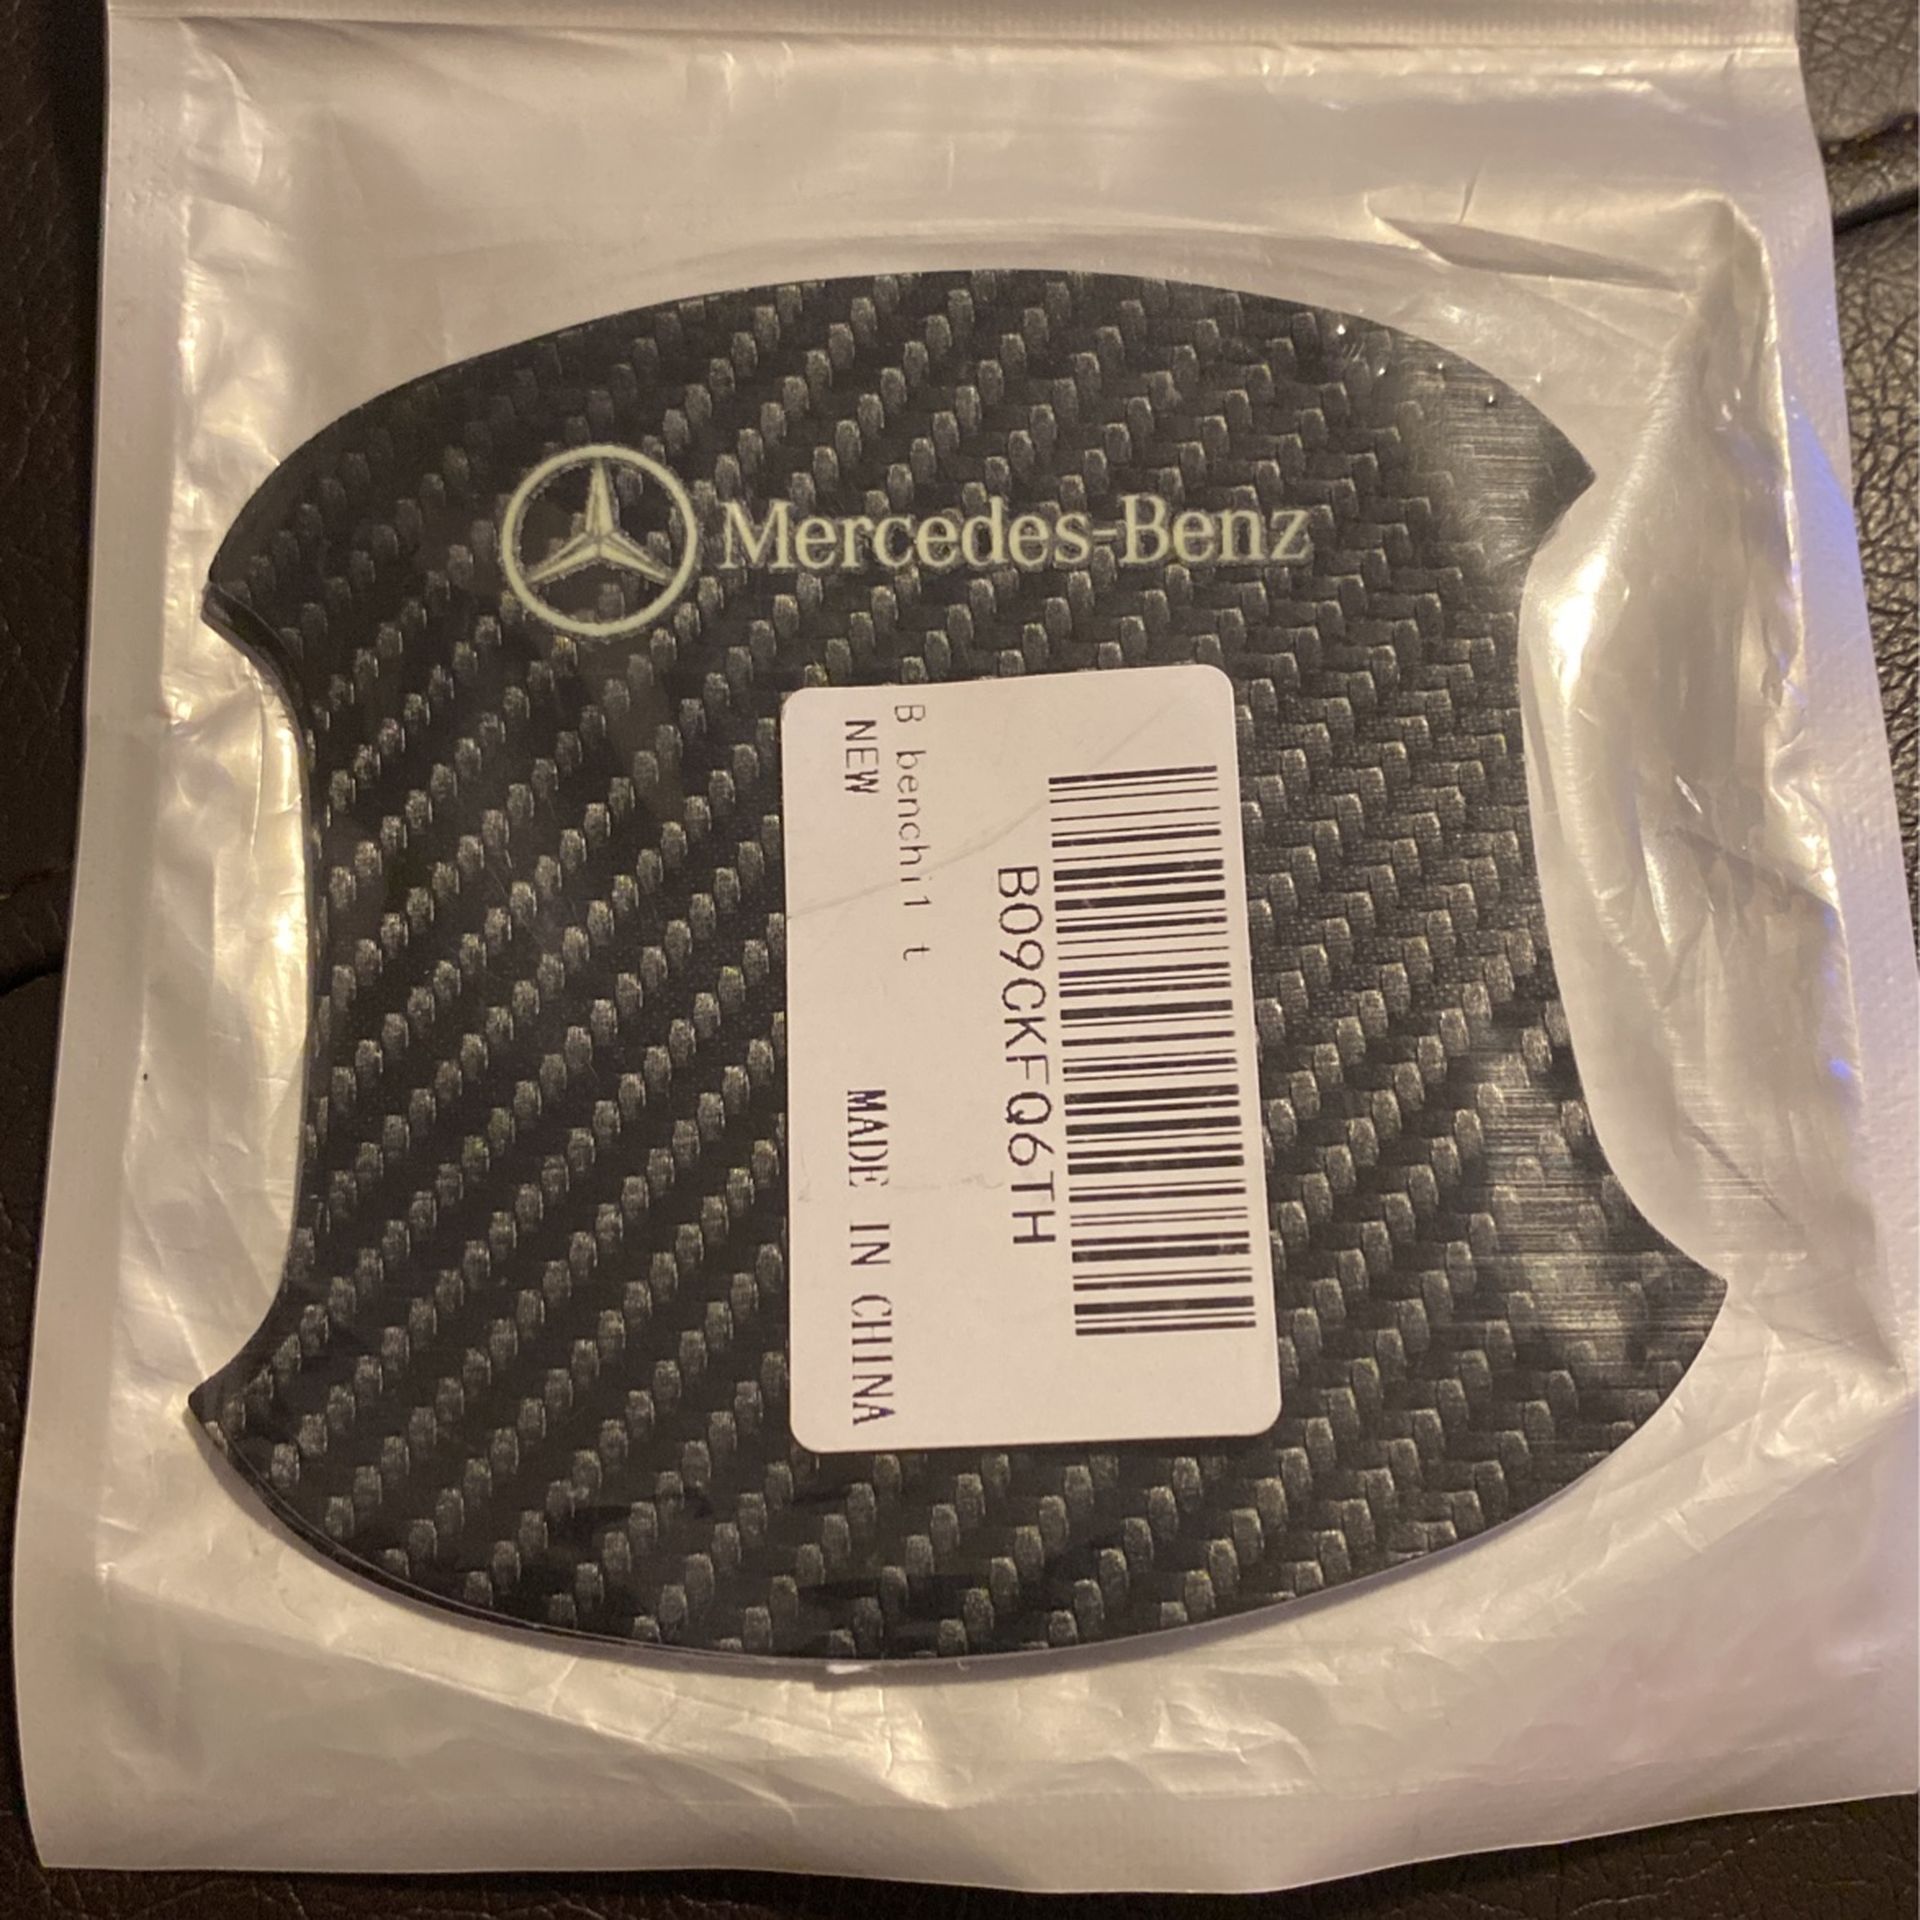 Mercedes-Benz
B09CKFQ6TH
B benchi1 t
NEW MADE IN CHINA